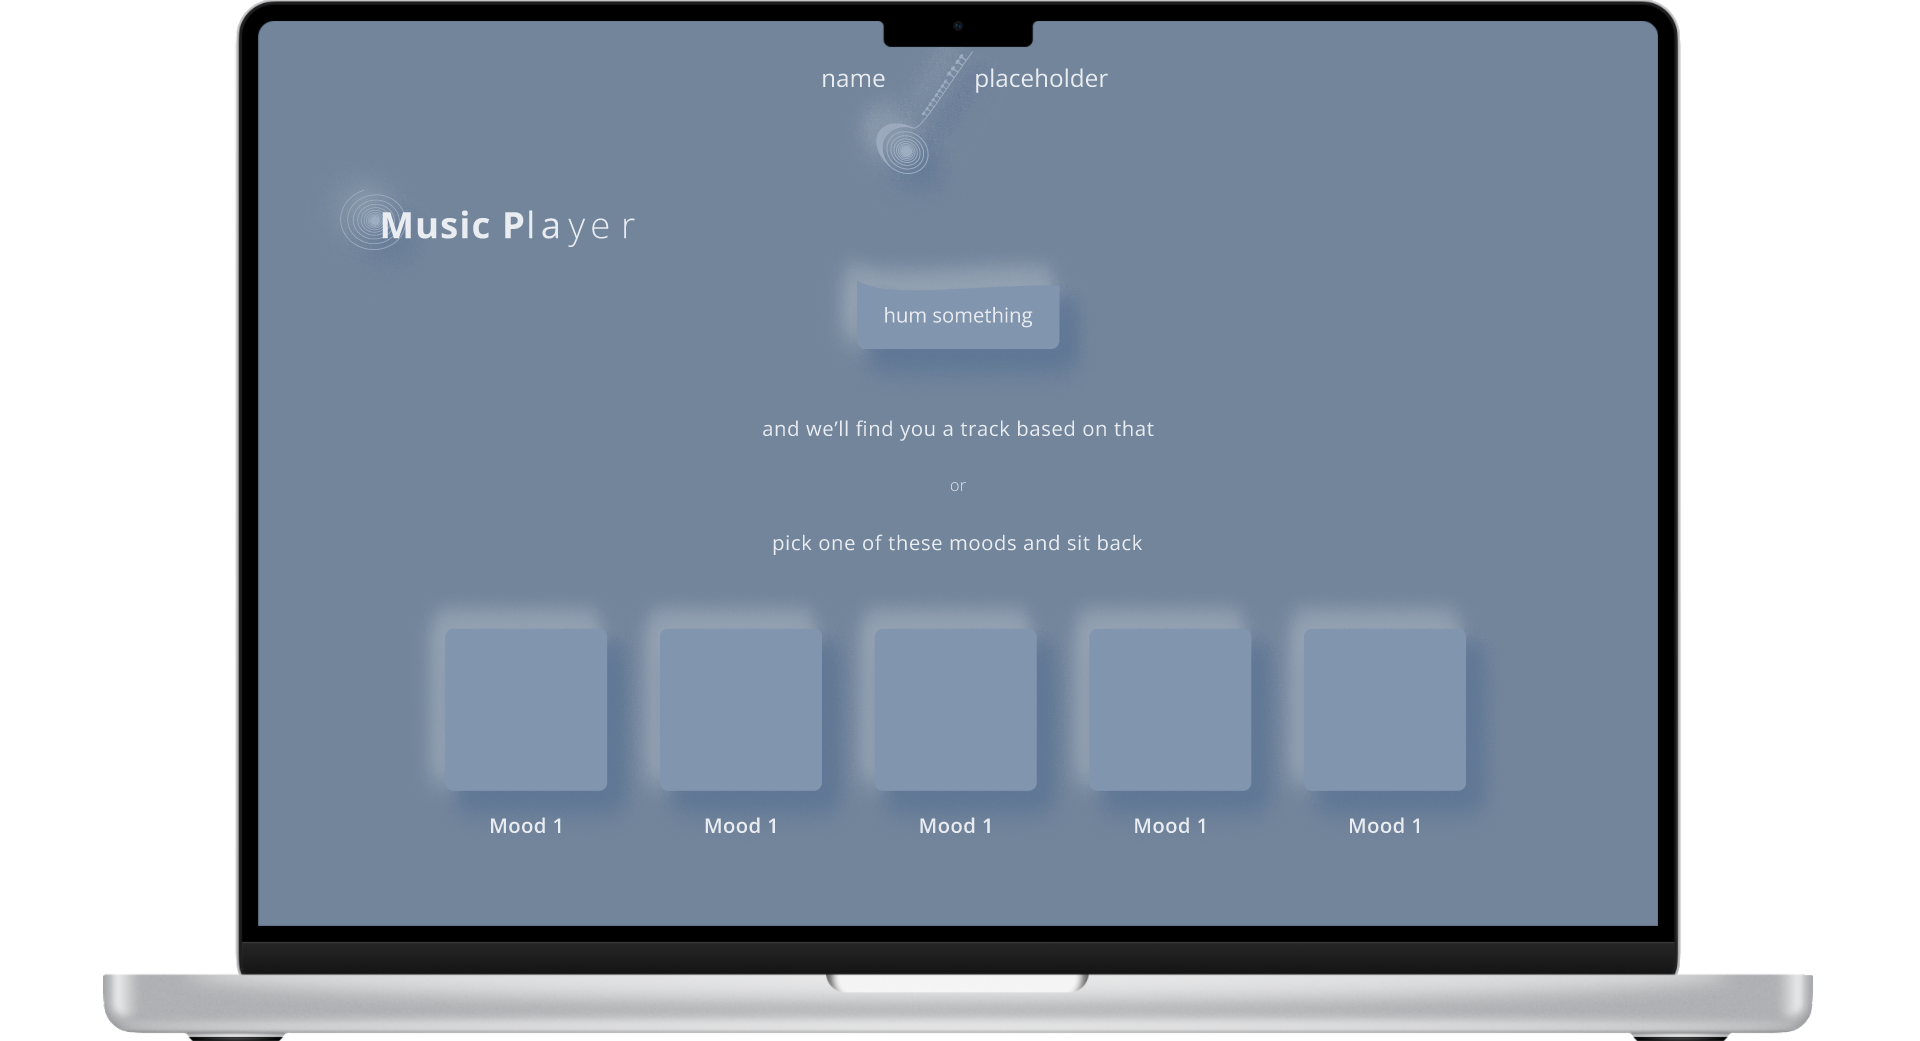 name placeholder
Music Player
hum something
and we’ll find you a track based on that
or
pick one of these moods and sit back
Mood 1 Mood 1 Mood 1 Mood 1 Mood 1